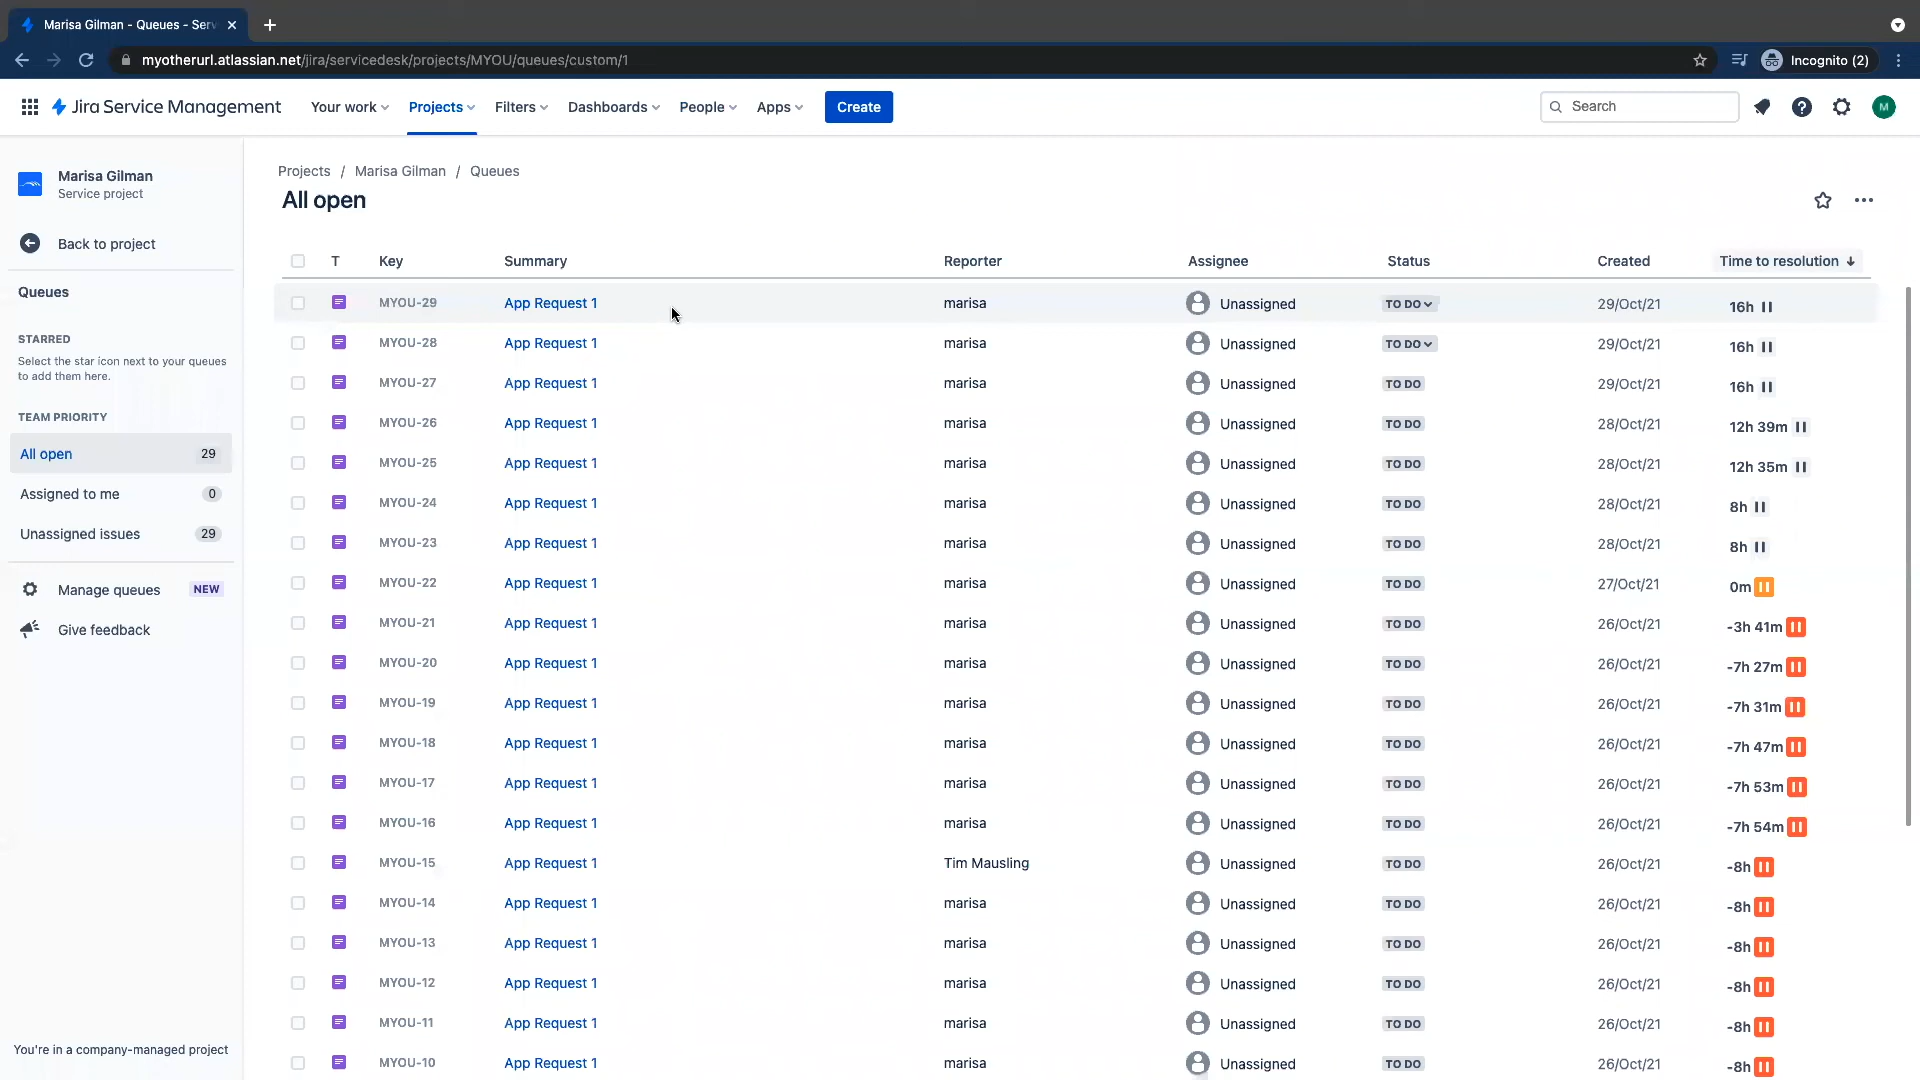 Marisa Gilman - Queues - Serv
myotherurl.atlassian.net/jira/servicedesk/projects/MYOU/queues/custom/1
Incognito (2)
Jira Service Management Your work Projects Filters Dashboards People Apps Create Search M
Marisa Gilman
Service project
Back to project
Queues
STARRED
Select the star icon next to your queues
to add them here.
TEAM PRIORITY
All open 29
Assigned to me 0
Unassigned issues 29
Manage queues NEW
Give feedback
You're in a company-managed project
Projects / Marisa Gilman / Queues
All open
T Key Summary Reporter Assignee Status Created Time to resolution
MYOU-29 App Request 1 marisa Unassigned TO DO 29/Oct/21 16h
MYOU-28 App Request 1 marisa Unassigned TO DO 29/Oct/21 16h
MYOU-27 App Request 1 marisa Unassigned TO DO 29/Oct/21 16h
MYOU-26 App Request 1 marisa Unassigned TO DO 28/Oct/21 12h 39m
MYOU-25 App Request 1 marisa Unassigned TO DO 28/Oct/21 12h 35m
MYOU-24 App Request 1 marisa Unassigned TO DO 28/Oct/21 8h
MYOU-23 App Request 1 marisa Unassigned TO DO 28/Oct/21 8h
MYOU-22 App Request 1 marisa Unassigned TO DO 27/Oct/21 0m
MYOU-21 App Request 1 marisa Unassigned TO DO 26/Oct/21 -3h 41m
MYOU-20 App Request 1 marisa Unassigned TO DO 26/Oct/21 -7h 27m
MYOU-19 App Request 1 marisa Unassigned TO DO 26/Oct/21 -7h 31m
MYOU-18 App Request 1 marisa Unassigned TO DO 26/Oct/21 -7h 47m
MYOU-17 App Request 1 marisa Unassigned TO DO 26/Oct/21 -7h 53m
MYOU-16 App Request 1 marisa Unassigned TO DO 26/Oct/21 -7h 54m
MYOU-15 App Request 1 Tim Mausling Unassigned TO DO 26/Oct/21 -8h
MYOU-14 App Request 1 marisa Unassigned TO DO 26/Oct/21 -8h
MYOU-13 App Request 1 marisa Unassigned TO DO 26/Oct/21 -8h
MYOU-12 App Request 1 marisa Unassigned TO DO 26/Oct/21 -8h
MYOU-11 App Request 1 marisa Unassigned TO DO 26/Oct/21 -8h
MYOU-10 App Request 1 marisa Unassigned TO DO 26/Oct/21 -8h